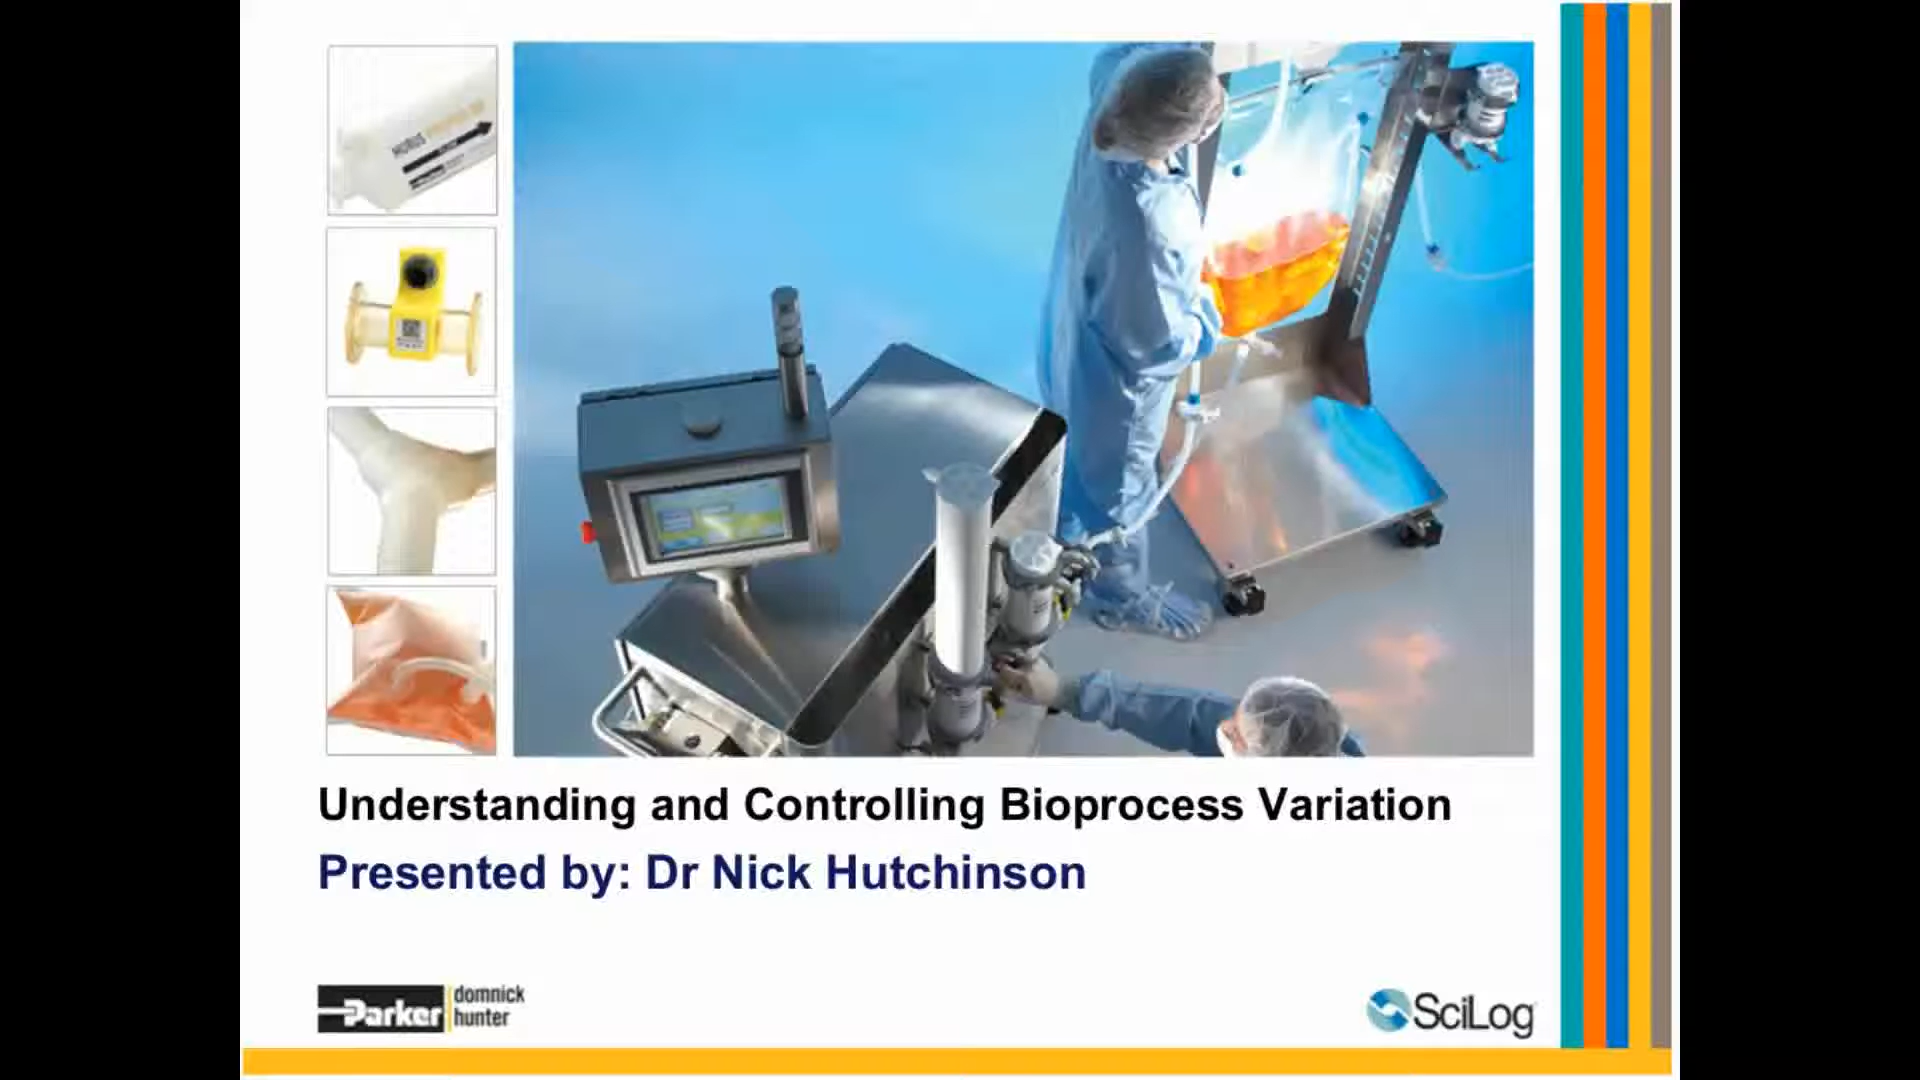 Understanding and Controlling Bioprocess Variation
Presented by: Dr Nick Hutchinson
Parker
domnick
hunter
SciLog